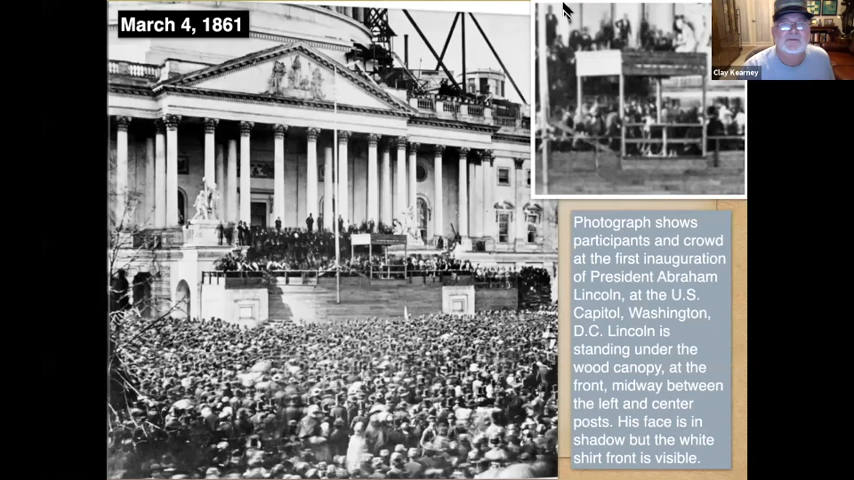 March 4, 1861
Clay Kearney
Photograph shows
participants and crowd
at the first inauguration
of President Abraham
Lincoln, at the U.S.
Capitol, Washington,
D.C. Lincoln is
standing under the
wood canopy, at the
front, midway between
the left and center
posts. His face is in
shadow but the white
shirt front is visible.